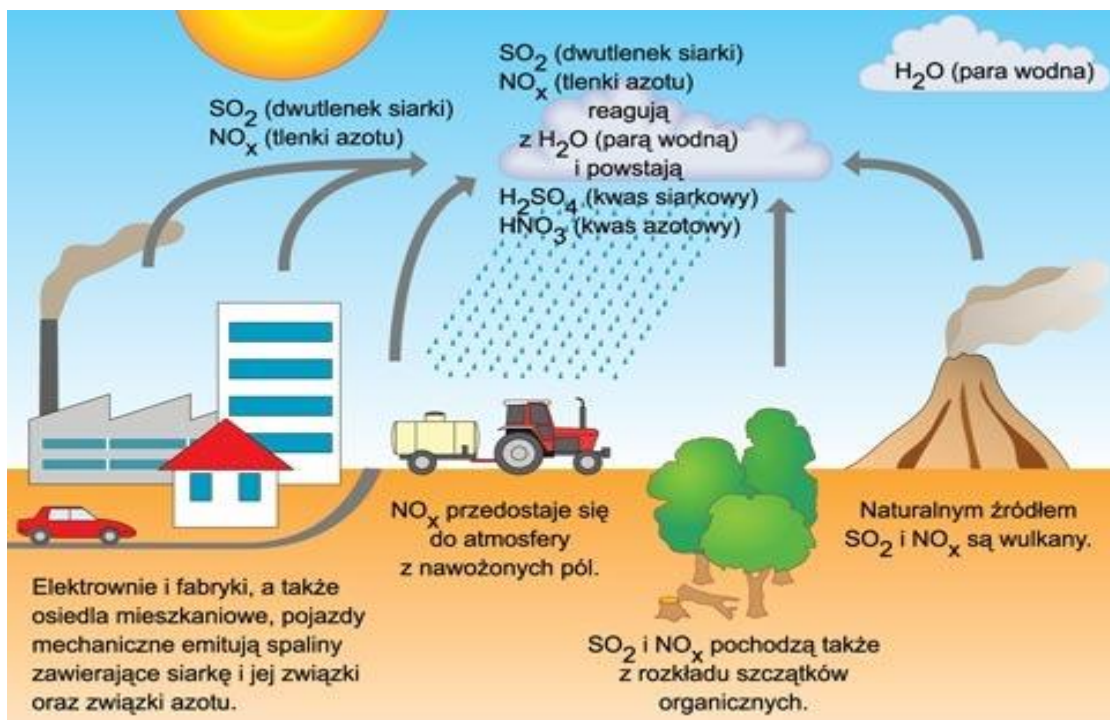 SO2 (dwutlenek siarki)
NOx (tlenki azotu)
SO2 (dwutlenek siarki)
NOx (tlenki azotu)
reagują
z H2O (parą wodną)
i powstają
H2SO4 (kwas siarkowy)
HNO3 (kwas azotowy)
H2O (para wodna)
Elektrownie i fabryki, a także
osiedla mieszkaniowe, pojazdy
mechaniczne emitują spaliny
zawierające siarkę i jej związki
oraz związki azotu.
NOx przedostaje się
do atmosfery
z nawożonych pól.
SO2 i NOx pochodzą także
z rozkładu szczątków
organicznych.
Naturalnym źródłem
SO2 i NOx są wulkany.